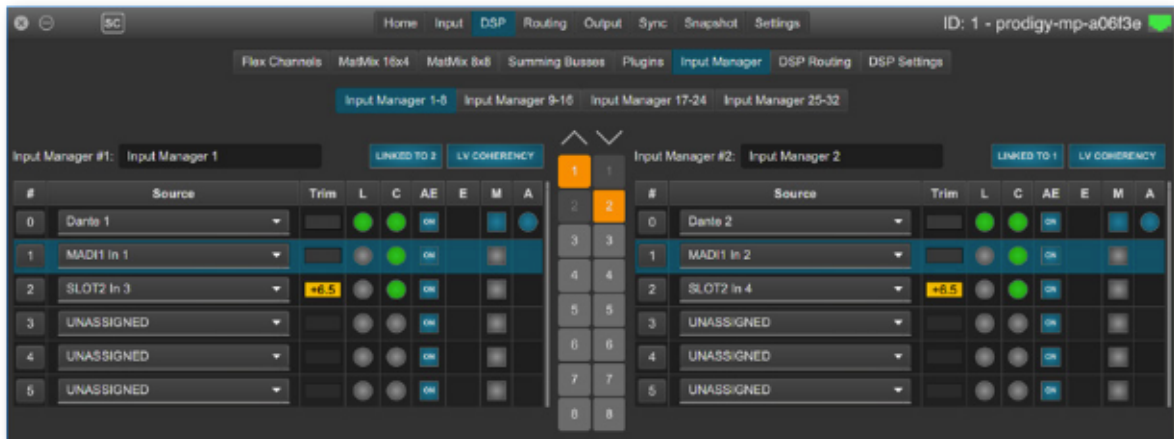 SC Home Input DSP Routing Output Sync Snapshot Settings ID: 1 - prodigy-mp-a06f3e
Flex Channels MatMix 16x4 MatMix 8x8 Summing Busses Plugins Input Manager DSP Routing DSP Settings
Input Manager 1-8 Input Manager 9-16 Input Manager 17-24 Input Manager 25-32
Input Manager #1: Input Manager 1 LINKED TO 2 LV COHERENCY
# Source Trim L C AE E M A
0 Dante 1 ON
1 MADI1 In 1 ON
2 SLOT2 In 3 +6.5 ON
3 UNASSIGNED ON
4 UNASSIGNED ON
5 UNASSIGNED ON
1 1
2 2
3 3
4 4
5 5
6 6
7 7
8 8
Input Manager #2: Input Manager 2 LINKED TO 1 LV COHERENCY
# Source Trim L C AE E M A
0 Dante 2 ON
1 MADI1 In 2 ON
2 SLOT2 In 4 +6.5 ON
3 UNASSIGNED ON
4 UNASSIGNED ON
5 UNASSIGNED ON